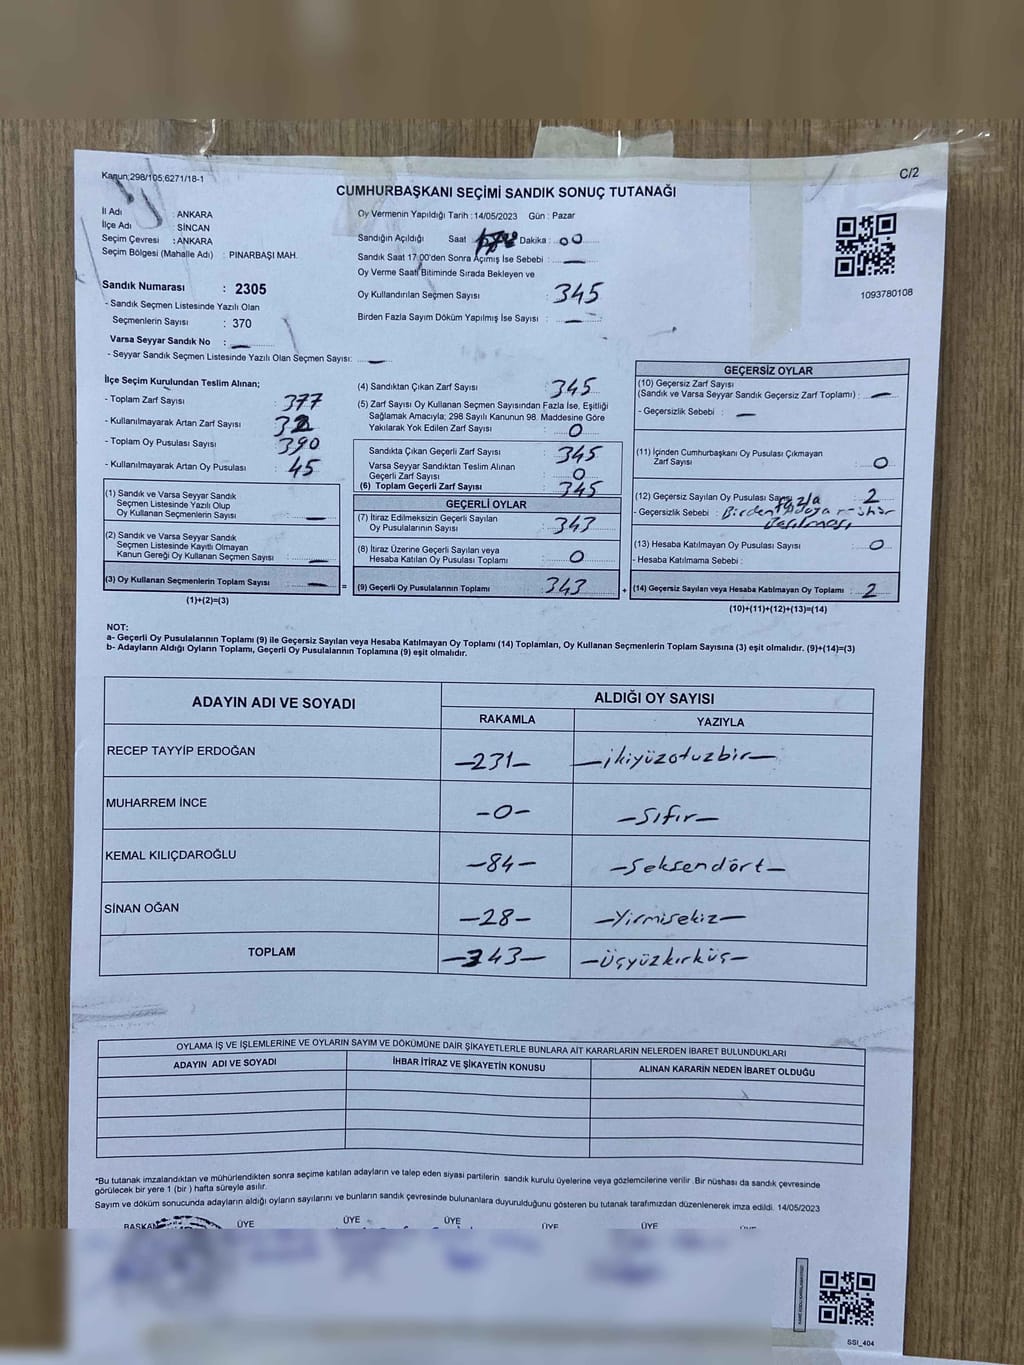 Kanun;298/105;6271/18-1
C/2
CUMHURBAŞKANI SEÇİMİ SANDIK SONUÇ TUTANAĞI
İl Adı : ANKARA
İlçe Adı : SİNCAN
Seçim Çevresi : ANKARA
Seçim Bölgesi (Mahalle Adı) : PINARBAŞI MAH.
Sandık Numarası : 2305
- Sandık Seçmen Listesinde Yazılı Olan
Seçmenlerin Sayısı : 370
Varsa Seyyar Sandık No :
- Seyyar Sandık Seçmen Listesinde Yazılı Olan Seçmen Sayısı:
Oy Vermenin Yapıldığı Tarih : 14/05/2023 Gün : Pazar
Sandığın Açıldığı Saat Dakika : 00
Sandık Saat 17:00'den Sonra Açımış İse Sebebi :
Oy Verme Saati Bitiminde Sırada Bekleyen ve
Oy Kullandırılan Seçmen Sayısı : 345
Birden Fazla Sayım Döküm Yapılmış İse Sayısı :
1093780108
İlçe Seçim Kurulundan Teslim Alınan;
- Toplam Zarf Sayısı : 377
- Kullanılmayarak Artan Zarf Sayısı : 32
- Toplam Oy Pusulası Sayısı : 390
- Kullanılmayarak Artan Oy Pusulası : 45
(1) Sandık ve Varsa Seyyar Sandık
Seçmen Listesinde Yazılı Olup
Oy Kullanan Seçmenlerin Sayısı :
(2) Sandık ve Varsa Seyyar Sandık
Seçmen Listesinde Kayıtlı Olmayan
Kanun Gereği Oy Kullanan Seçmen Sayısı :
(3) Oy Kullanan Seçmenlerin Toplam Sayısı :
(1)+(2)=(3)
(4) Sandıktan Çıkan Zarf Sayısı : 345
(5) Zarf Sayısı Oy Kullanan Seçmen Sayısından Fazla İse, Eşitliği
Sağlamak Amacıyla; 298 Sayılı Kanunun 98. Maddesine Göre
Yakılarak Yok Edilen Zarf Sayısı : 0
Sandıkta Çıkan Geçerli Zarf Sayısı : 345
Varsa Seyyar Sandıktan Teslim Alınan
Geçerli Zarf Sayısı : 0
(6) Toplam Geçerli Zarf Sayısı : 345
GEÇERLİ OYLAR
(7) İtiraz Edilmeksizin Geçerli Sayılan
Oy Pusulalarının Sayısı : 343
(8) İtiraz Üzerine Geçerli Sayılan veya
Hesaba Katılan Oy Pusulaları Toplamı : 0
= (9) Geçerli Oy Pusulalarının Toplamı : 343 +
GEÇERSİZ OYLAR
(10) Geçersiz Zarf Sayısı
(Sandık ve Varsa Seyyar Sandık Geçersiz Zarf Toplamı) :
- Geçersizlik Sebebi :
(11) İçinden Cumhurbaşkanı Oy Pusulası Çıkmayan
Zarf Sayısı : 0
(12) Geçersiz Sayılan Oy Pusulası Sayısı : 2
- Geçersizlik Sebebi : Birden fazla adaya mühür
basılması
(13) Hesaba Katılmayan Oy Pusulası Sayısı : 0
- Hesaba Katılmama Sebebi :
(14) Geçersiz Sayılan veya Hesaba Katılmayan Oy Toplamı : 2
(10)+(11)+(12)+(13)=(14)
NOT:
a- Geçerli Oy Pusulalarının Toplamı (9) ile Geçersiz Sayılan veya Hesaba Katılmayan Oy Toplamı (14) Toplamları, Oy Kullanan Seçmenlerin Toplam Sayısına (3) eşit olmalıdır. (9)+(14)=(3)
b- Adayların Aldığı Oyların Toplamı, Geçerli Oy Pusulalarının Toplamına (9) eşit olmalıdır.
ADAYIN ADI VE SOYADI
ALDIĞI OY SAYISI
RAKAMLA YAZIYLA
RECEP TAYYİP ERDOĞAN -231- -ikiyüzotuzbir-
MUHARREM İNCE -0- -Sıfır-
KEMAL KILIÇDAROĞLU -84- -Seksendört-
SİNAN OĞAN -28- -Yirmisekiz-
TOPLAM -343- -Üçyüzkırküç-
OYLAMA İŞ VE İŞLEMLERİNE VE OYLARIN SAYIM VE DÖKÜMÜNE DAİR ŞİKAYETLERLE BUNLARA AİT KARARLARIN NELERDEN İBARET BULUNDUKLARI
ADAYIN ADI VE SOYADI İHBAR İTİRAZ VE ŞİKAYETİN KONUSU ALINAN KARARIN NEDEN İBARET OLDUĞU
*Bu tutanak imzalandıktan ve mühürlendikten sonra seçime katılan adayların ve talep eden siyasi partilerin sandık kurulu üyelerine veya gözlemcilerine verilir .Bir nüshası da sandık çevresinde
görülecek bir yere 1 (bir ) hafta süreyle asılır.
Sayım ve döküm sonucunda adayların aldığı oyların sayılarını ve bunların sandık çevresinde bulunanlara duyurulduğunu gösteren bu tutanak tarafımızdan düzenlenerek imza edildi. 14/05/2023
BAŞKAN ÜYE ÜYE ÜYE ÜYE ÜYE
SSI_404